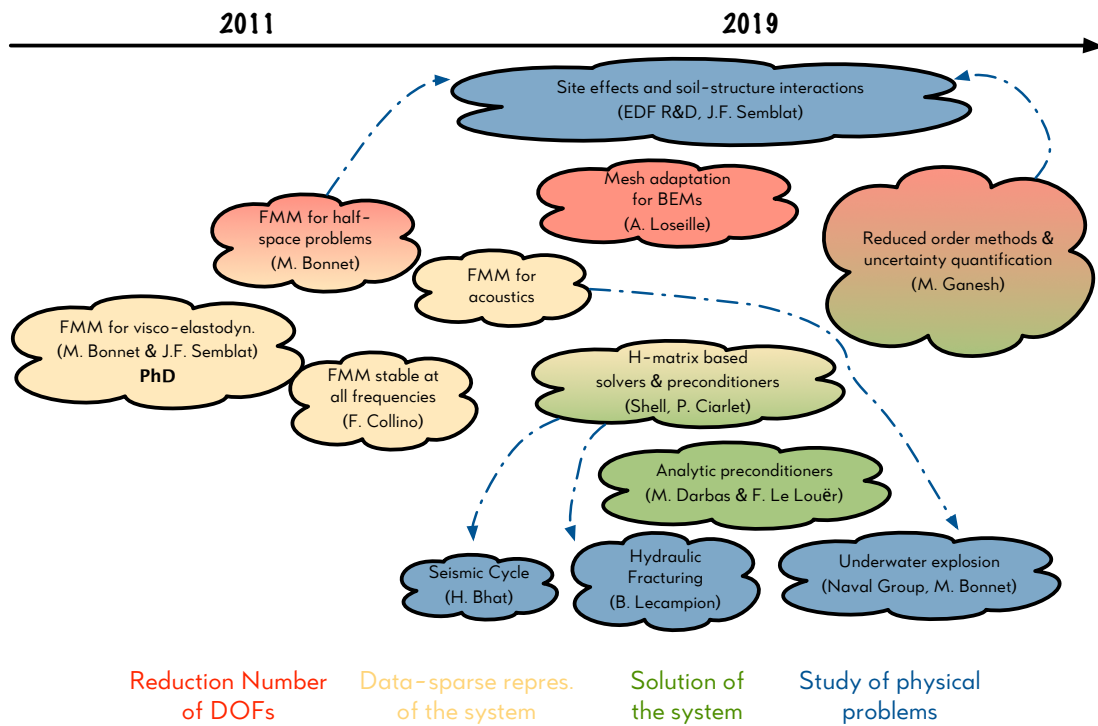 2011
2019
Site effects and soil-structure interactions
(EDF R&D, J.F. Semblat)
Mesh adaptation
for BEMs
(A. Loseille)
FMM for half-
space problems
(M. Bonnet)
Reduced order methods &
uncertainty quantification
(M. Ganesh)
FMM for
acoustics
FMM for visco-elastodyn.
(M. Bonnet & J.F. Semblat)
PhD
FMM stable at
all frequencies
(F. Collino)
H-matrix based
solvers & preconditioners
(Shell, P. Ciarlet)
Analytic preconditioners
(M. Darbas & F. Le Louër)
Seismic Cycle
(H. Bhat)
Hydraulic
Fracturing
(B. Lecampion)
Underwater explosion
(Naval Group, M. Bonnet)
Reduction Number
of DOFs
Data-sparse repres.
of the system
Solution of
the system
Study of physical
problems